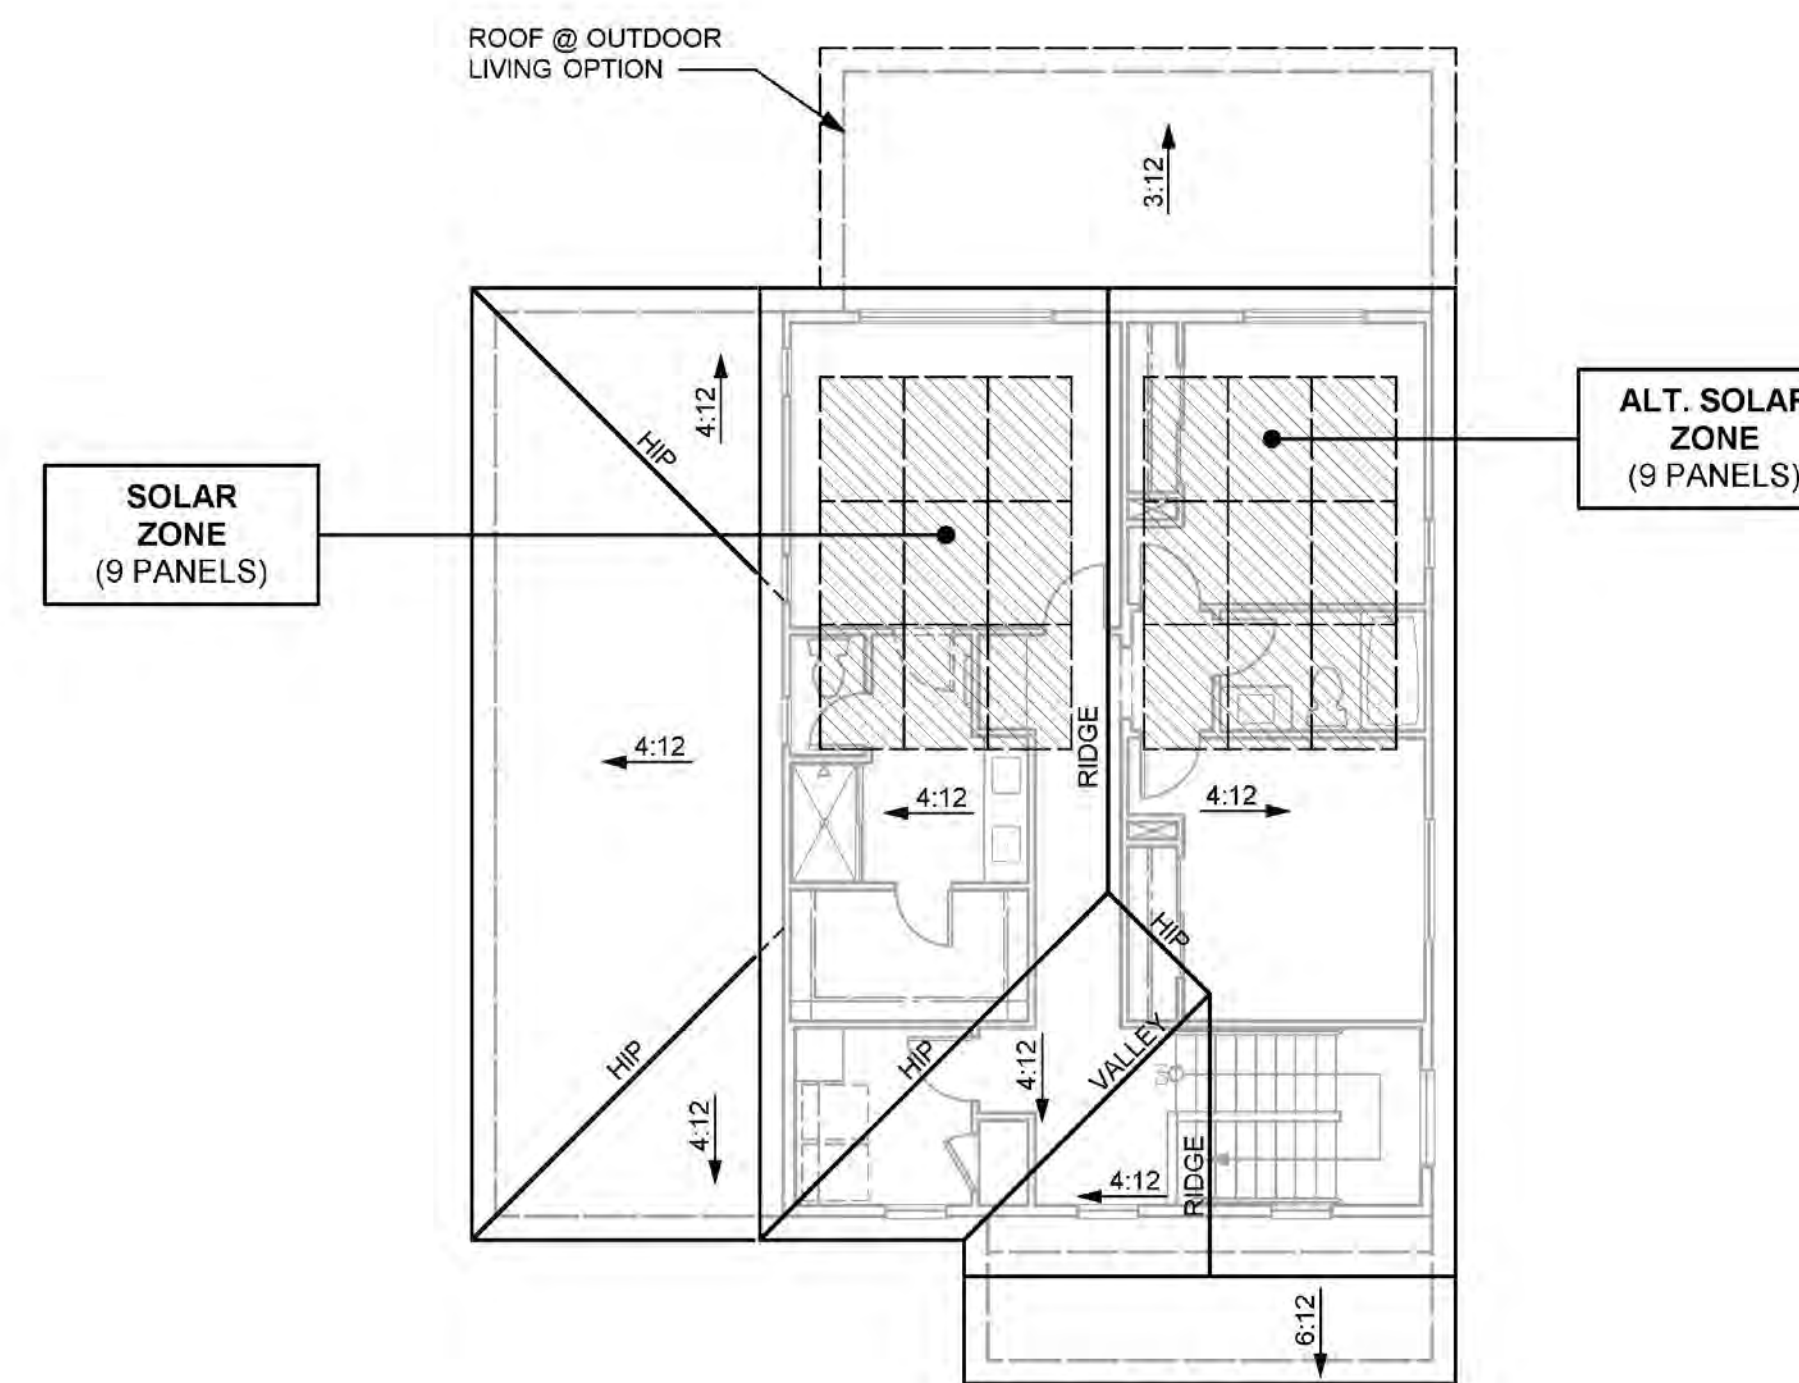 ROOF @ OUTDOOR
LIVING OPTION
3:12
4:12
HIP
SOLAR
ZONE
(9 PANELS)
ALT. SOLAR
ZONE
(9 PANELS)
RIDGE
4:12
4:12
4:12
HIP
HIP
HIP
VALLEY
4:12
DN
4:12
4:12
RIDGE
6:12